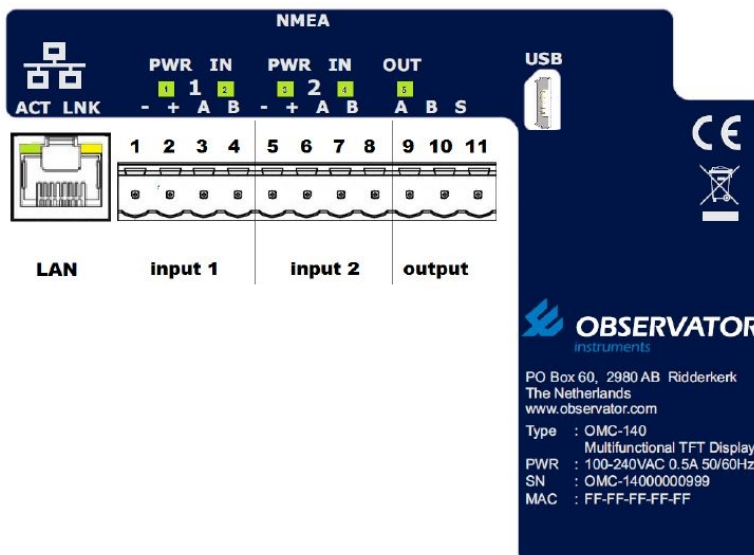 NMEA
PWR IN PWR IN OUT
1 1 2 3 2 4 5
ACT LNK - + A B - + A B A B S
USB
CE
1 2 3 4 5 6 7 8 9 10 11
LAN input 1 input 2 output
OBSERVATOR
instruments
PO Box 60, 2980 AB Ridderkerk
The Netherlands
www.observator.com
Type : OMC-140
Multifunctional TFT Display
PWR : 100-240VAC 0.5A 50/60Hz
SN : OMC-14000000999
MAC : FF-FF-FF-FF-FF